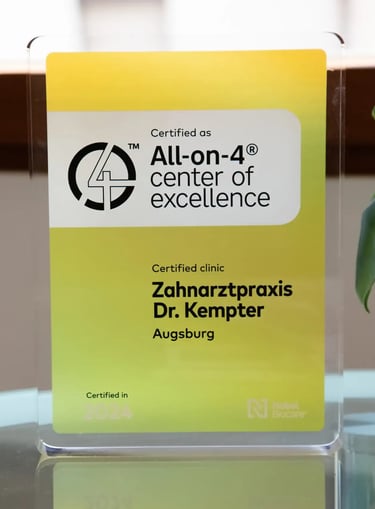 Certified as
4™
All-on-4®
center of
excellence
Certified clinic
Zahnarztpraxis
Dr. Kempter
Augsburg
Certified in
2024
Nobel
Biocare®